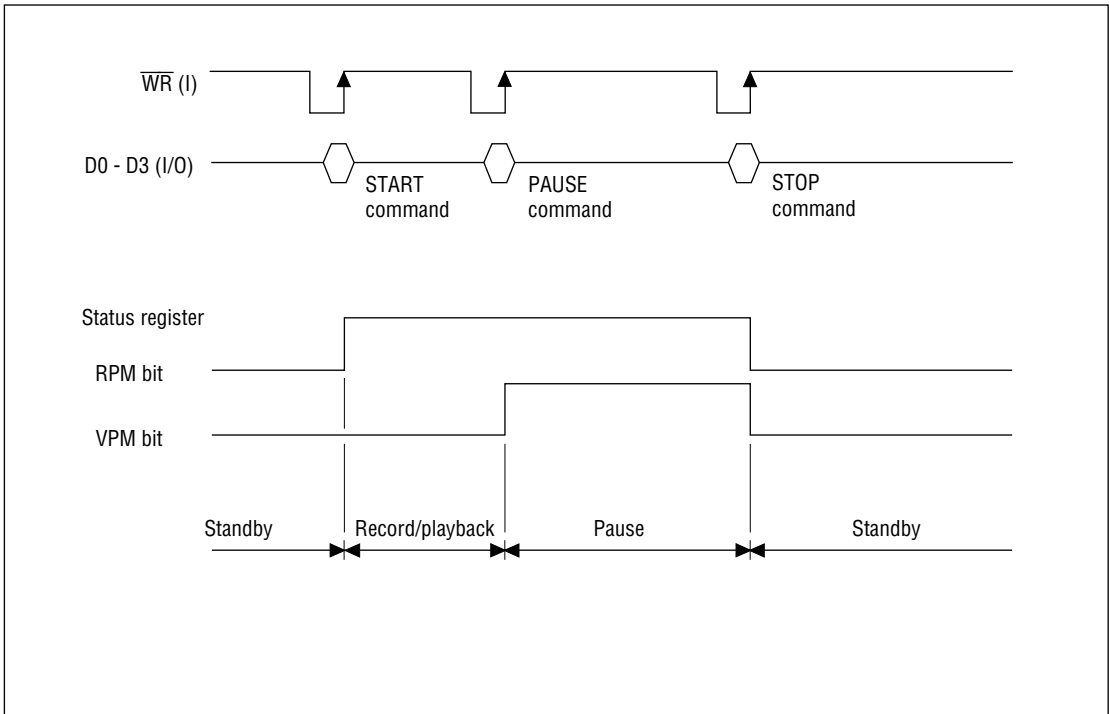 W̅R̅ (I)
D0 - D3 (I/O)
START
command
PAUSE
command
STOP
command
Status register
RPM bit
VPM bit
Standby
Record/playback
Pause
Standby